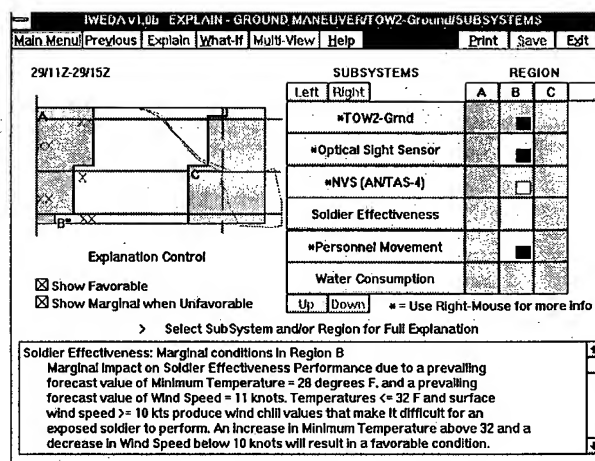 IWEDA v1.0b EXPLAIN - GROUND MANEUVER/TOW2-Ground/SUBSYSTEMS
Main Menu Previous Explain What-If Multi-View Help Print Save Exit
29/11Z-29/15Z
SUBSYSTEMS REGION
Left Right A B C
A
*TOW2-Grnd
*Optical Sight Sensor
C
X
*NVS (AN/TAS-4)
XX
Soldier Effectiveness
B* XX
*Personnel Movement
Explanation Control
Water Consumption
Show Favorable
Show Marginal when Unfavorable
Up Down * = Use Right-Mouse for more info
> Select SubSystem and/or Region for Full Explanation
Soldier Effectiveness: Marginal conditions in Region B
Marginal Impact on Soldier Effectiveness Performance due to a prevailing
forecast value of Minimum Temperature = 28 degrees F. and a prevailing
forecast value of Wind Speed = 11 knots. Temperatures <= 32 F and surface
wind speed >= 10 kts produce wind chill values that make it difficult for an
exposed soldier to perform. An increase in Minimum Temperature above 32 and a
decrease in Wind Speed below 10 knots will result in a favorable condition.